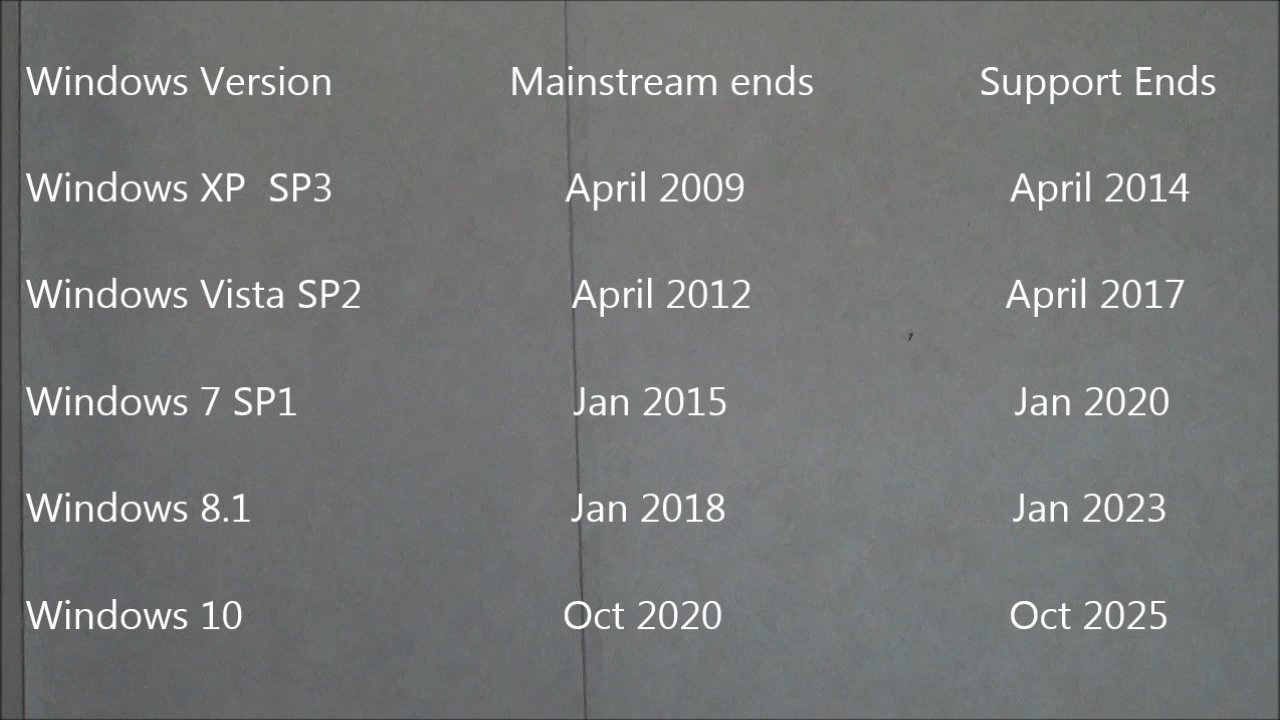 Windows Version Mainstream ends Support Ends
Windows XP SP3 April 2009 April 2014
Windows Vista SP2 April 2012 April 2017
Windows 7 SP1 Jan 2015 Jan 2020
Windows 8.1 Jan 2018 Jan 2023
Windows 10 Oct 2020 Oct 2025